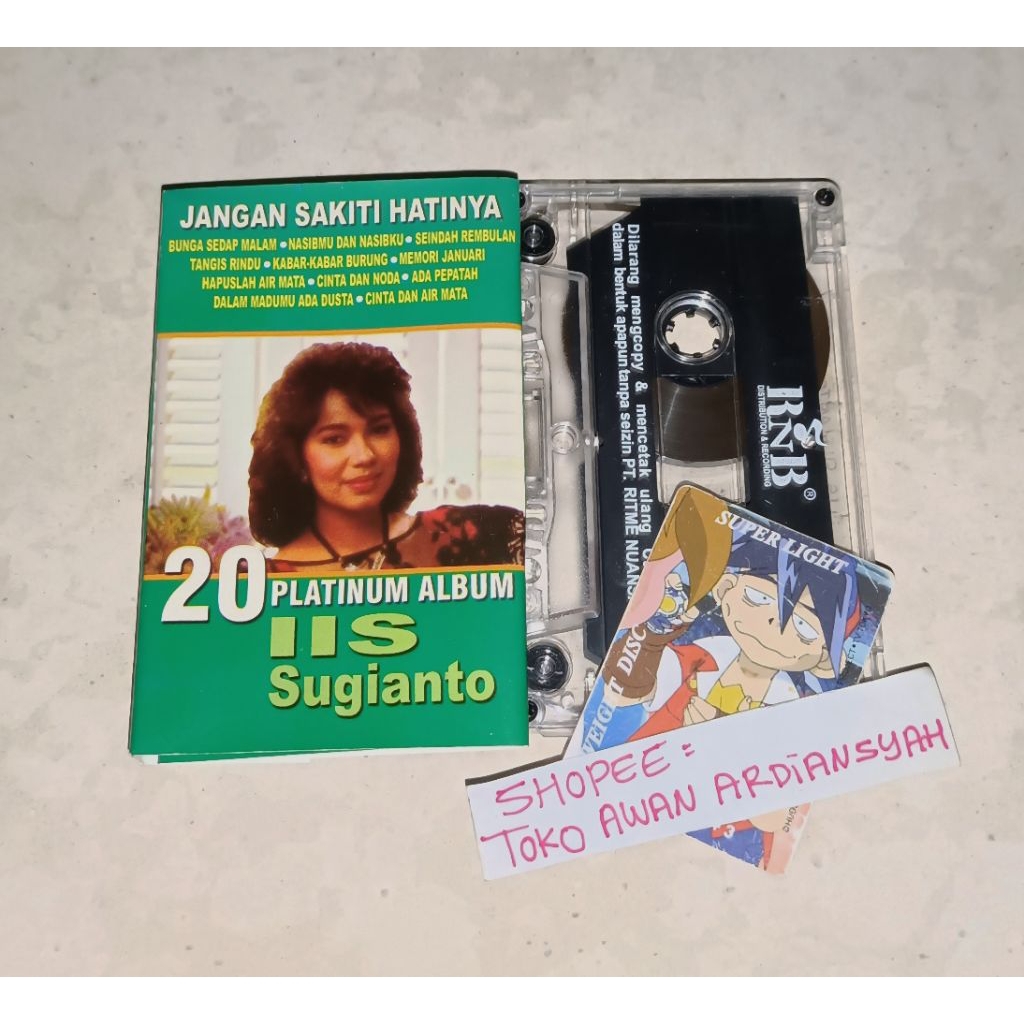 JANGAN SAKITI HATINYA
BUNGA SEDAP MALAM • NASIBMU DAN NASIBKU • SEINDAH REMBULAN
TANGIS RINDU • KABAR-KABAR BURUNG • MEMORI JANUARI
HAPUSLAH AIR MATA • CINTA DAN NODA • ADA PEPATAH
DALAM MADUMU ADA DUSTA • CINTA DAN AIR MATA
20 PLATINUM ALBUM
IIS
Sugianto
Dilarang mengcopy & mencetak ulang
dalam bentuk apapun tanpa seizin PT. RITME NUANS
RNB®
DISTRIBUTION & RECORDING
SUPER LIGHT
WEIGHT DISC
SHOPEE :
TOKO AWAN ARDIANSYAH